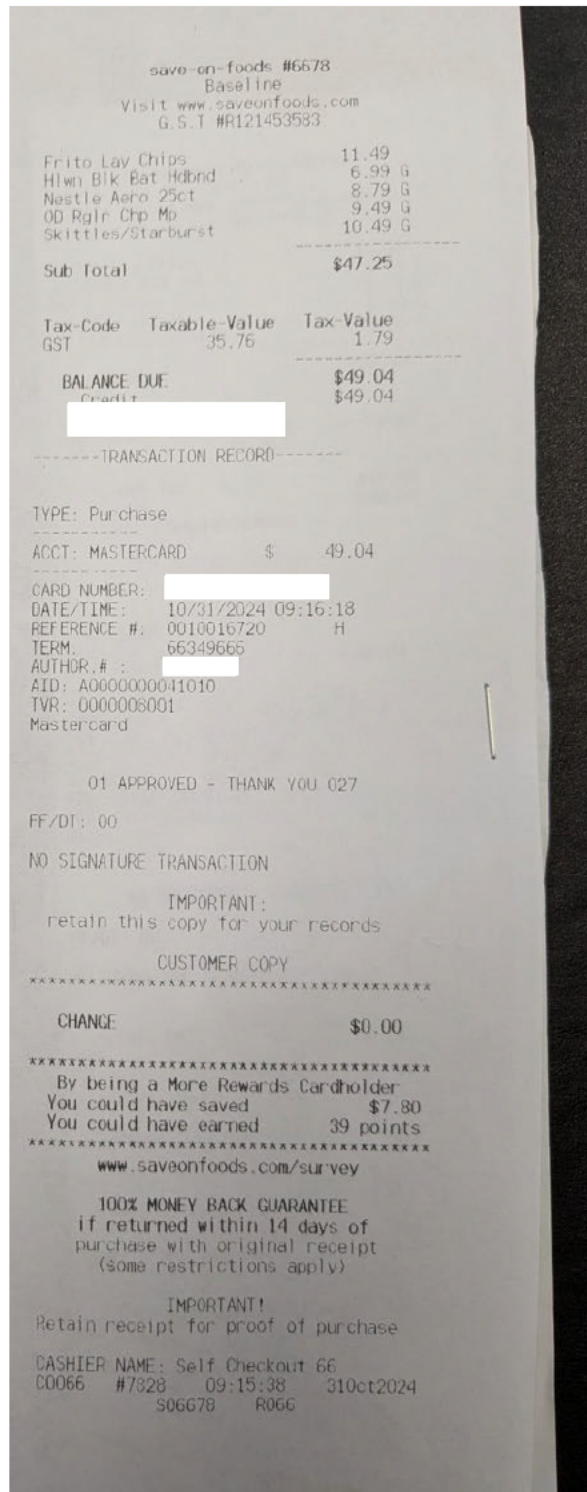 save-on-foods #6678
Baseline
Visit www.saveonfoods.com
G.S.T #R121453583
Frito Lay Chips 11.49
Hlwn Blk Bat Hdbnd 6.99 G
Nestle Aero 25ct 8.79 G
OD Rglr Chp Mp 9.49 G
Skittles/Starburst 10.49 G
Sub Total $47.25
Tax-Code Taxable-Value Tax-Value
GST 35.76 1.79
BALANCE DUE $49.04
Credit $49.04
-------TRANSACTION RECORD-------
TYPE: Purchase
ACCT: MASTERCARD $ 49.04
CARD NUMBER:
DATE/TIME: 10/31/2024 09:16:18
REFERENCE #: 0010016720 H
TERM. 66349666
AUTHOR.# :
AID: A0000000041010
TVR: 0000008001
Mastercard
01 APPROVED - THANK YOU 027
FF/DT: 00
NO SIGNATURE TRANSACTION
IMPORTANT:
retain this copy for your records
CUSTOMER COPY
CHANGE $0.00
By being a More Rewards Cardholder
You could have saved $7.80
You could have earned 39 points
www.saveonfoods.com/survey
100% MONEY BACK GUARANTEE
if returned within 14 days of
purchase with original receipt
(some restrictions apply)
IMPORTANT!
Retain receipt for proof of purchase
CASHIER NAME: Self Checkout 66
C0066 #7828 09:15:38 31Oct2024
S06678 R066